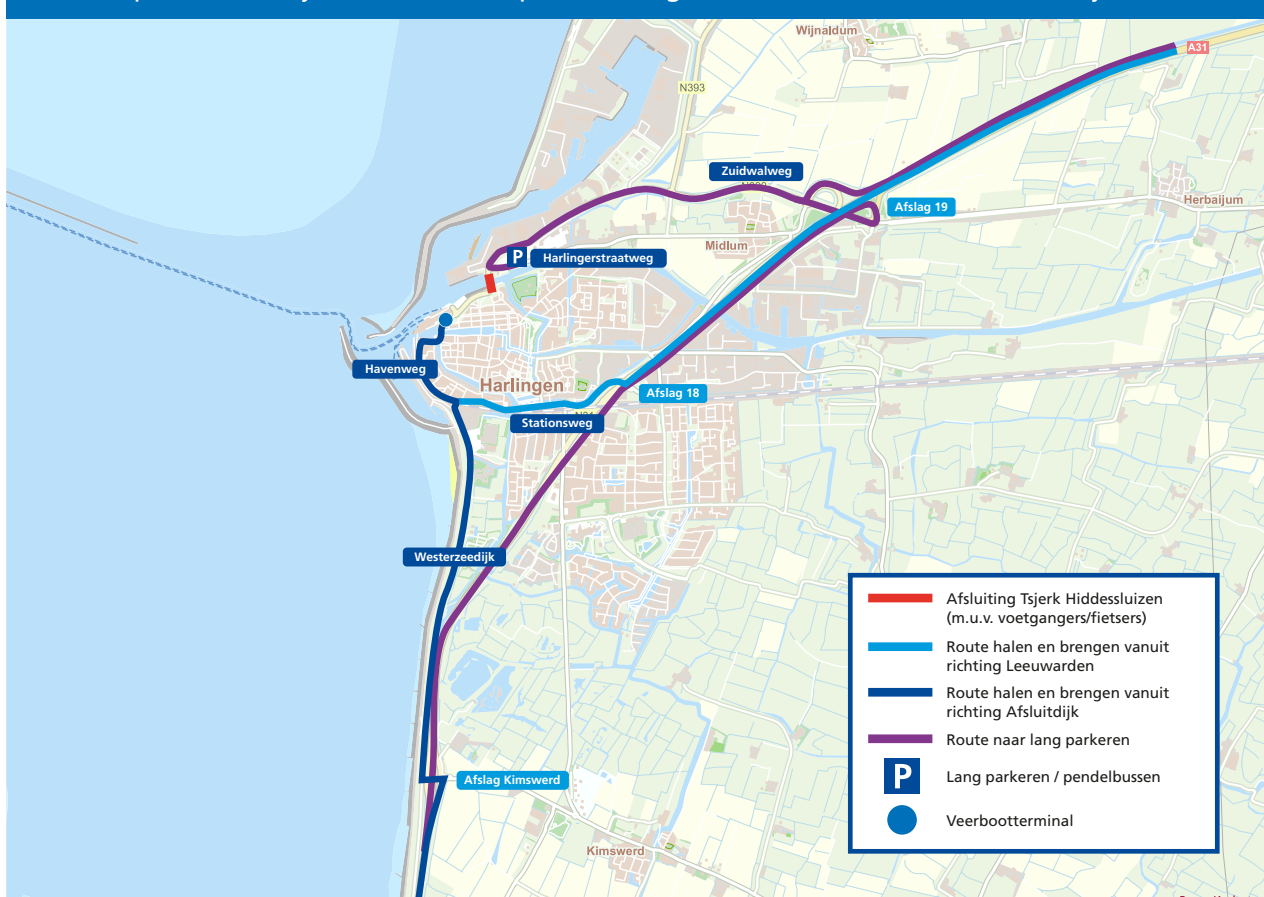 Wijnaldum
A31
N393
Zuidwalweg
Herbaijum
Afslag 19
Midlum
P
Harlingerstraatweg
Havenweg
Harlingen
Afslag 18
Stationsweg
Westerzeedijk
Afsluiting Tsjerk Hiddessluizen
(m.u.v. voetgangers/fietsers)
Route halen en brengen vanuit
richting Leeuwarden
Route halen en brengen vanuit
richting Afsluitdijk
Route naar lang parkeren
P
Lang parkeren / pendelbussen
Veerbootterminal
Afslag Kimswerd
Kimswerd